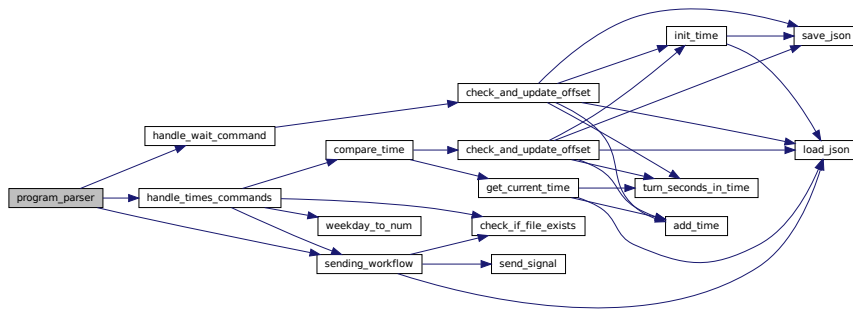 init_time
save_json
check_and_update_offset
handle_wait_command
compare_time
check_and_update_offset
load_json
program_parser
handle_times_commands
get_current_time
turn_seconds_in_time
weekday_to_num
check_if_file_exists
add_time
sending_workflow
send_signal